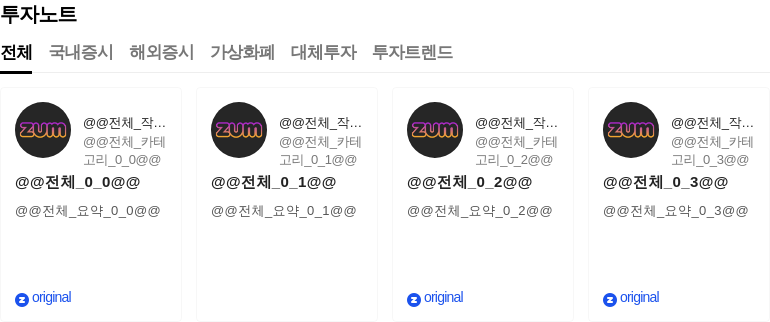 투자노트
전체 국내증시 해외증시 가상화폐 대체투자 투자트렌드
zum
@@전체_작…
@@전체_카테
고리_0_0@@
@@전체_0_0@@
@@전체_요약_0_0@@
original
zum
@@전체_작…
@@전체_카테
고리_0_1@@
@@전체_0_1@@
@@전체_요약_0_1@@
zum
@@전체_작…
@@전체_카테
고리_0_2@@
@@전체_0_2@@
@@전체_요약_0_2@@
original
zum
@@전체_작…
@@전체_카테
고리_0_3@@
@@전체_0_3@@
@@전체_요약_0_3@@
original